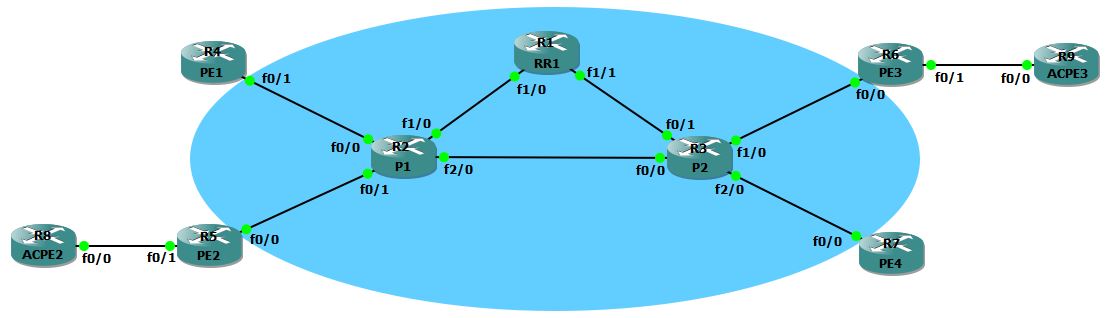 R1
RR1
f1/0
f1/1
R4
PE1
f0/1
R6
PE3
f0/1
f0/0
f0/0
R9
ACPE3
f1/0
f0/0
R2
P1
f0/1
f2/0
f0/1
R3
P2
f1/0
f0/0
f2/0
R8
ACPE2
f0/0
f0/1
R5
PE2
f0/0
f0/0
R7
PE4